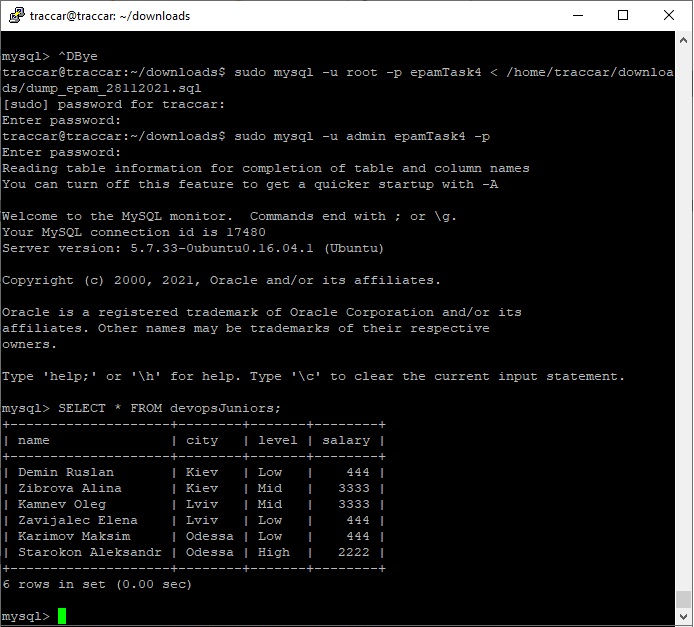 traccar@traccar: ~/downloads
mysql> ^DBye
traccar@traccar:~/downloads$ sudo mysql -u root -p epamTask4 < /home/traccar/downloa
ds/dump_epam_28112021.sql
[sudo] password for traccar:
Enter password:
traccar@traccar:~/downloads$ sudo mysql -u admin epamTask4 -p
Enter password:
Reading table information for completion of table and column names
You can turn off this feature to get a quicker startup with -A
Welcome to the MySQL monitor.  Commands end with ; or \g.
Your MySQL connection id is 17480
Server version: 5.7.33-0ubuntu0.16.04.1 (Ubuntu)
Copyright (c) 2000, 2021, Oracle and/or its affiliates.
Oracle is a registered trademark of Oracle Corporation and/or its
affiliates. Other names may be trademarks of their respective
owners.
Type 'help;' or '\h' for help. Type '\c' to clear the current input statement.
mysql> SELECT * FROM devopsJuniors;
+--------------------+--------+-------+--------+
| name               | city   | level | salary |
+--------------------+--------+-------+--------+
| Demin Ruslan       | Kiev   | Low   |    444 |
| Zibrova Alina      | Kiev   | Mid   |   3333 |
| Kamnev Oleg        | Lviv   | Mid   |   3333 |
| Zavijalec Elena    | Lviv   | Low   |    444 |
| Karimov Maksim     | Odessa | Low   |    444 |
| Starokon Aleksandr | Odessa | High  |   2222 |
+--------------------+--------+-------+--------+
6 rows in set (0.00 sec)
mysql>